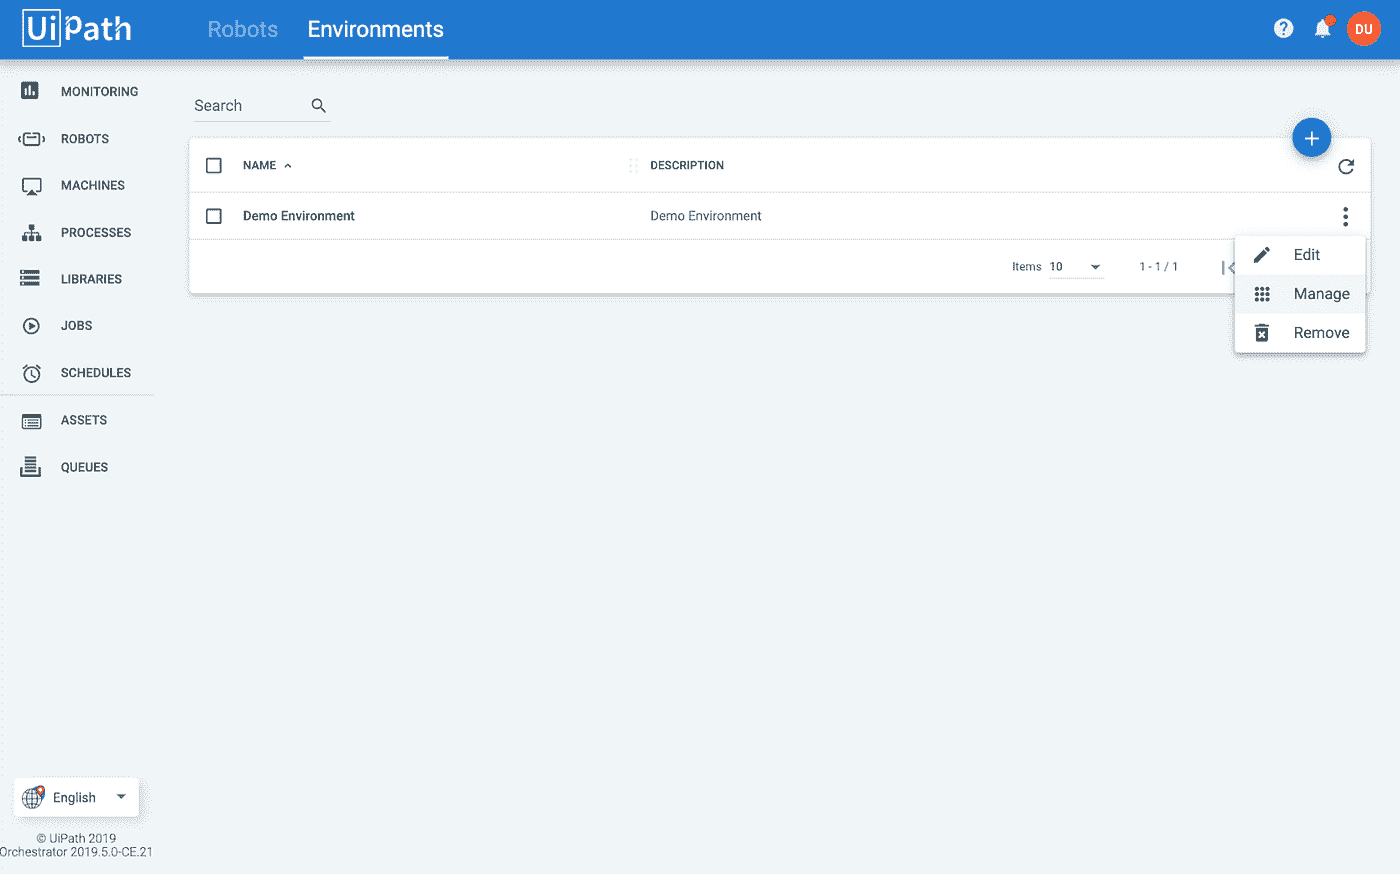 UiPath
Robots Environments
DU
MONITORING
ROBOTS
MACHINES
PROCESSES
LIBRARIES
JOBS
SCHEDULES
ASSETS
QUEUES
Search
NAME DESCRIPTION
Demo Environment Demo Environment
Items 10 1 - 1 / 1
Edit
Manage
Remove
English
© UiPath 2019
Orchestrator 2019.5.0-CE.21